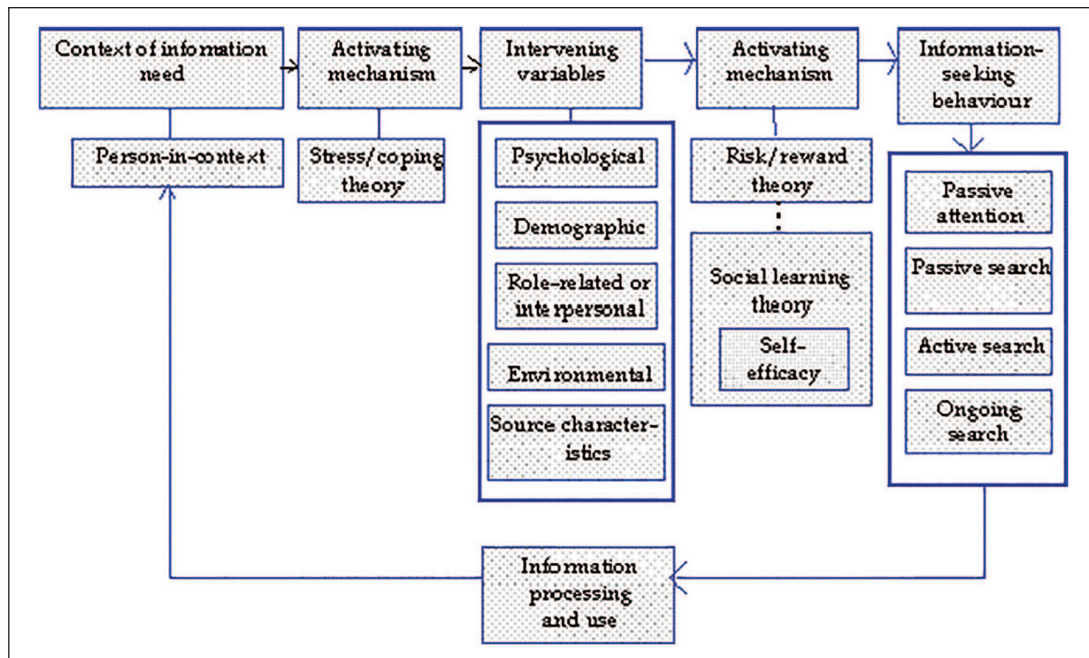 Context of information
need
Activating
mechanism
Intervening
variables
Activating
mechanism
Information-
seeking
behaviour
Person-in-context
Stress/coping
theory
Psychological
Demographic
Role-related or
interpersonal
Environmental
Source character-
istics
Risk/reward
theory
Social learning
theory
Self-
efficacy
Passive
attention
Passive search
Active search
Ongoing
search
Information
processing
and use